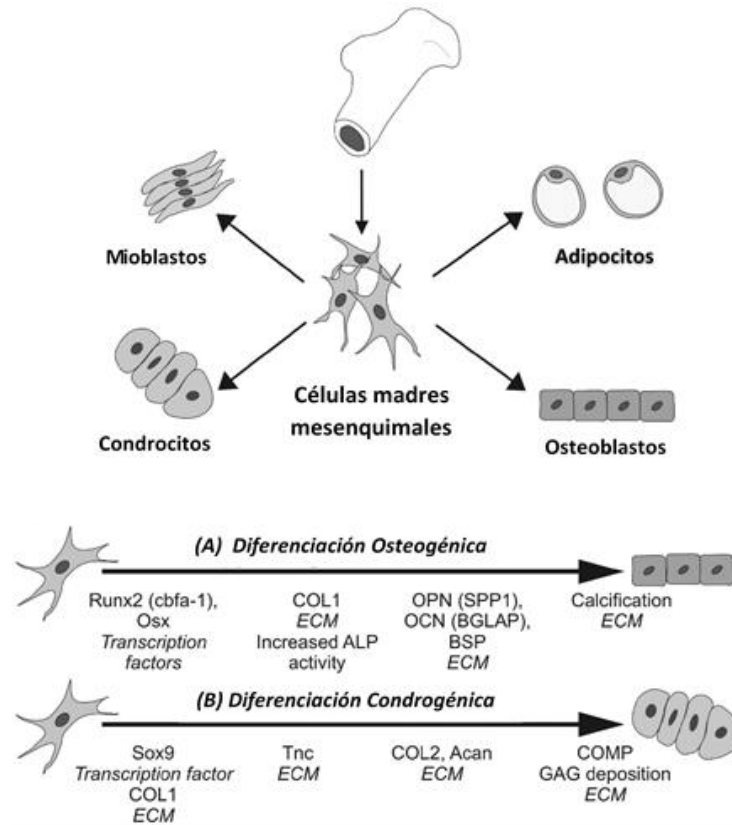 Mioblastos
Adipocitos
Células madres
mesenquimales
Condrocitos
Osteoblastos
(A) Diferenciación Osteogénica
Runx2 (cbfa-1),
Osx
Transcription
factors
COL1
ECM
Increased ALP
activity
OPN (SPP1),
OCN (BGLAP),
BSP
ECM
Calcification
ECM
(B) Diferenciación Condrogénica
Sox9
Transcription factor
COL1
ECM
Tnc
ECM
COL2, Acan
ECM
COMP
GAG deposition
ECM